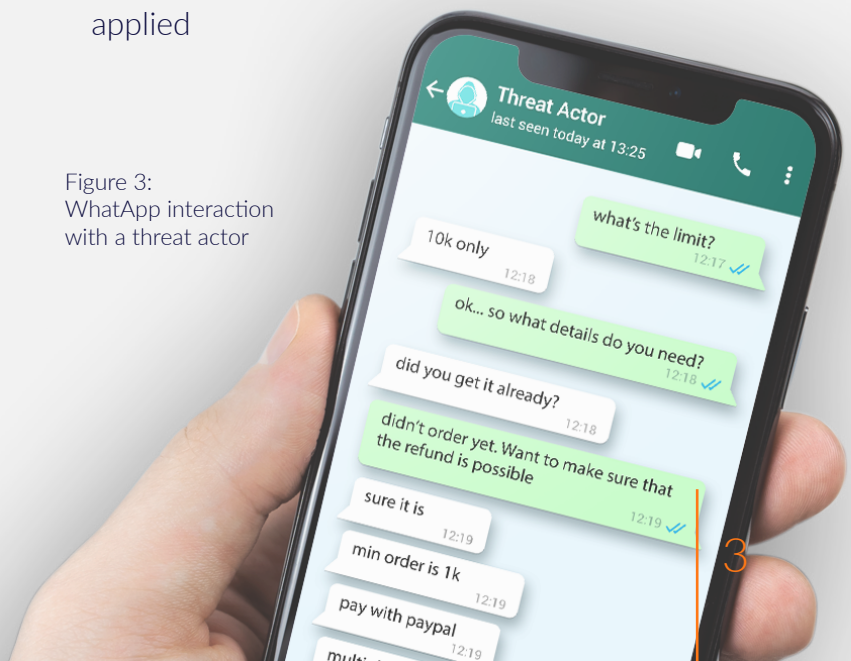 applied
Figure 3:
WhatApp interaction
with a threat actor
Threat Actor
last seen today at 13:25
what's the limit?
12:17
10k only
12:18
ok... so what details do you need?
12:18
did you get it already?
12:18
didn't order yet. Want to make sure that
the refund is possible
12:19
sure it is
12:19
min order is 1k
12:19
pay with paypal
12:19
3